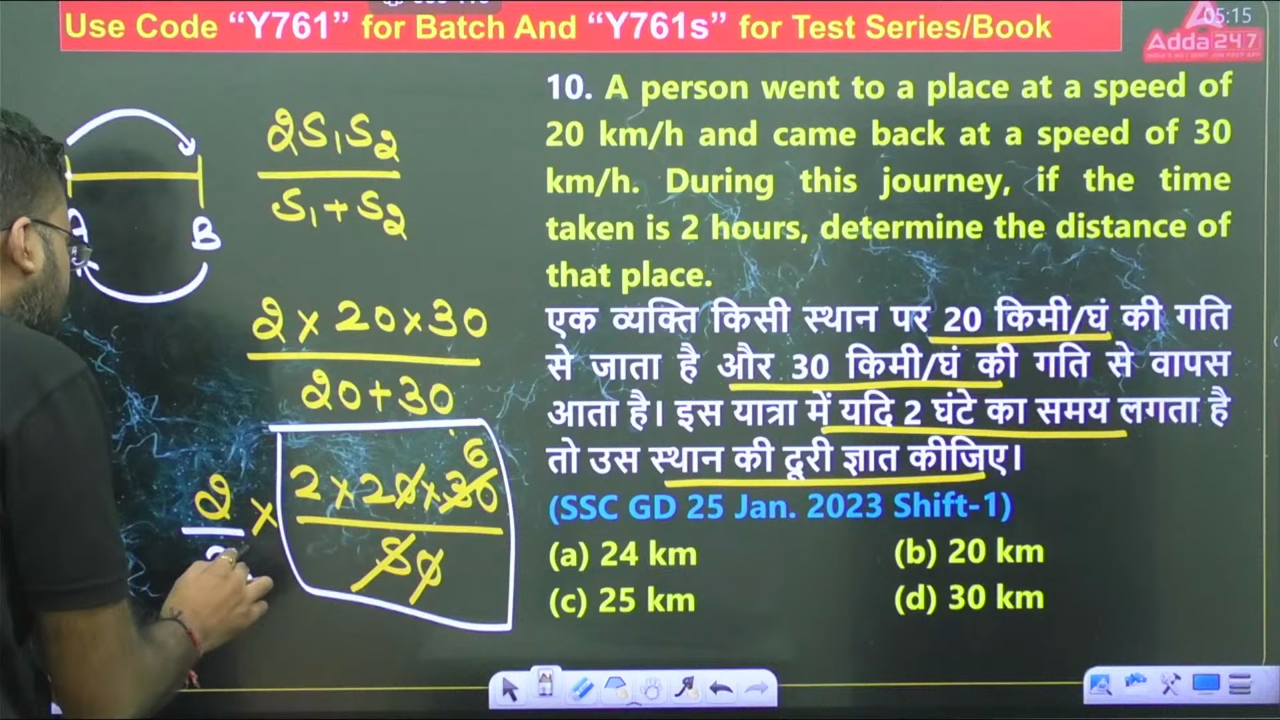 Use Code “Y761” for Batch And “Y761s” for Test Series/Book
05:15
Adda247
10. A person went to a place at a speed of
20 km/h and came back at a speed of 30
km/h. During this journey, if the time
taken is 2 hours, determine the distance of
that place.
एक व्यक्ति किसी स्थान पर 20 किमी/घं की गति
से जाता है और 30 किमी/घं की गति से वापस
आता है। इस यात्रा में यदि 2 घंटे का समय लगता है
तो उस स्थान की दूरी ज्ञात कीजिए।
(SSC GD 25 Jan. 2023 Shift-1)
(a) 24 km (b) 20 km
(c) 25 km (d) 30 km
A B
2S₁S₂
S₁+S₂
2×20×30
20+30
6
2 × 2×20×30
50